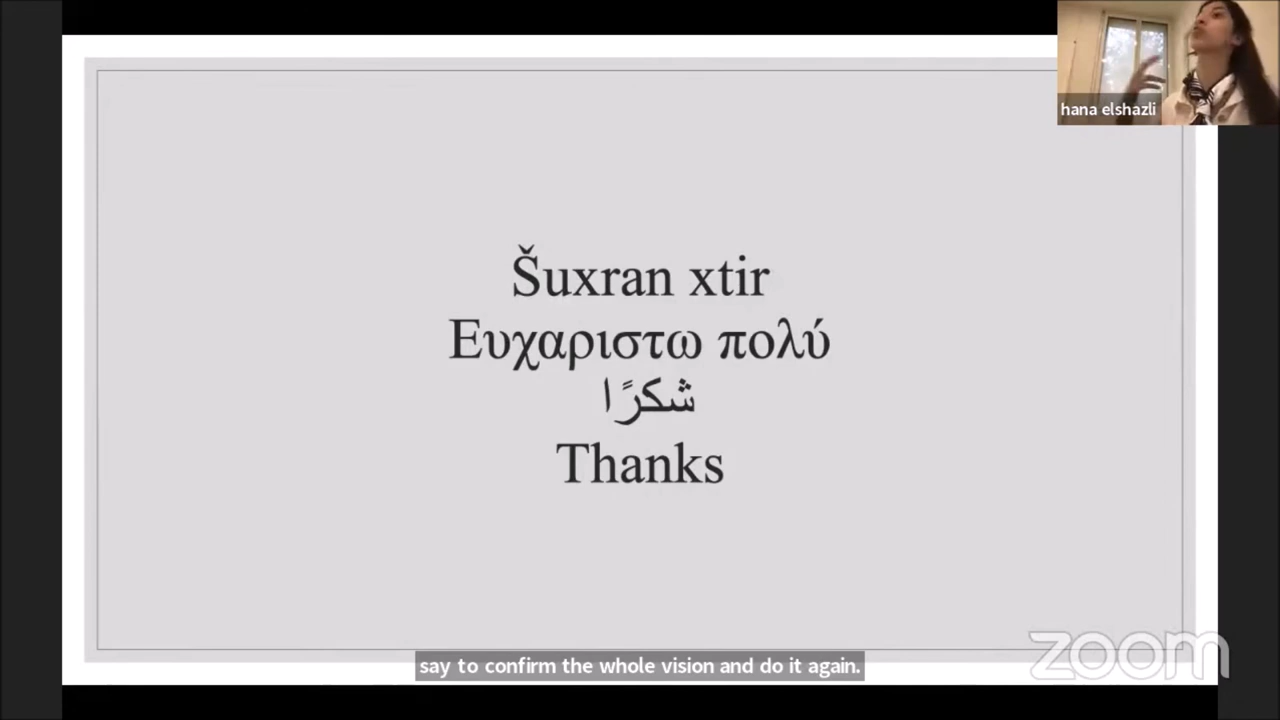 hana elshazli
Šuxran xtir
Ευχαριστω πολύ
شكرًا
Thanks
say to confirm the whole vision and do it again.
zoom